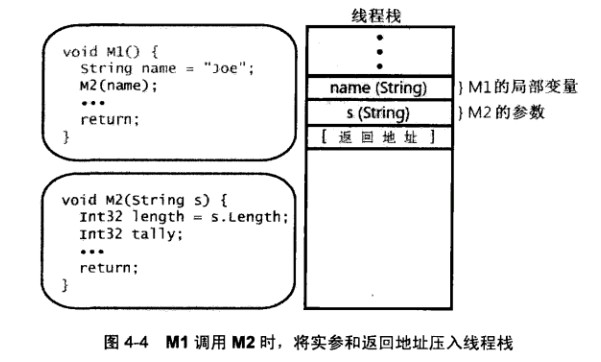 线程栈
void M1() {
String name = "Joe";
M2(name);
•••
return;
}
name (String)
} M1的局部变量
s (String)
} M2的参数
[ 返回地址 ]
void M2(String s) {
Int32 length = s.Length;
Int32 tally;
•••
return;
}
图 4-4 M1 调用 M2 时，将实参和返回地址压入线程栈